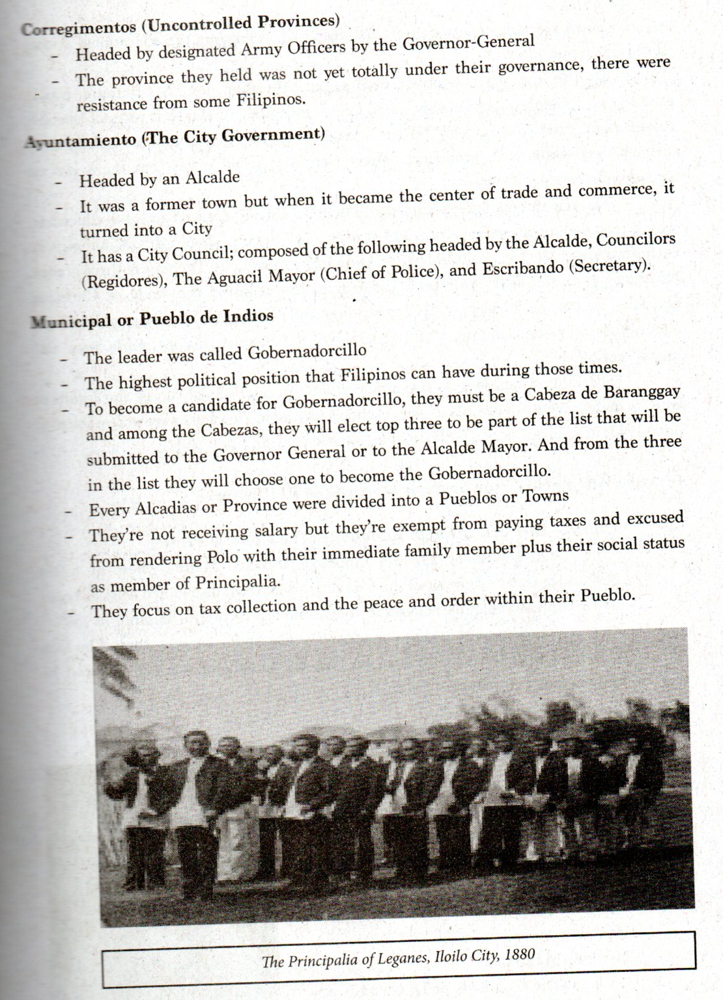 Corregimentos (Uncontrolled Provinces)
- Headed by designated Army Officers by the Governor-General
- The province they held was not yet totally under their governance, there were
resistance from some Filipinos.
Ayuntamiento (The City Government)
- Headed by an Alcalde
- It was a former town but when it became the center of trade and commerce, it
turned into a City
- It has a City Council; composed of the following headed by the Alcalde, Councilors
(Regidores), The Aguacil Mayor (Chief of Police), and Escribando (Secretary).
Municipal or Pueblo de Indios
- The leader was called Gobernadorcillo
- The highest political position that Filipinos can have during those times.
- To become a candidate for Gobernadorcillo, they must be a Cabeza de Baranggay
and among the Cabezas, they will elect top three to be part of the list that will be
submitted to the Governor General or to the Alcalde Mayor. And from the three
in the list they will choose one to become the Gobernadorcillo.
- Every Alcadias or Province were divided into a Pueblos or Towns
- They're not receiving salary but they're exempt from paying taxes and excused
from rendering Polo with their immediate family member plus their social status
as member of Principalia.
- They focus on tax collection and the peace and order within their Pueblo.
The Principalia of Leganes, Iloilo City, 1880